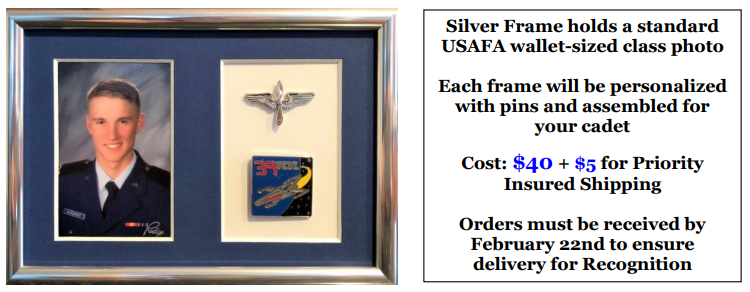 39
Silver Frame holds a standard
USAFA wallet-sized class photo
Each frame will be personalized
with pins and assembled for
your cadet
Cost: $40 + $5 for Priority
Insured Shipping
Orders must be received by
February 22nd to ensure
delivery for Recognition